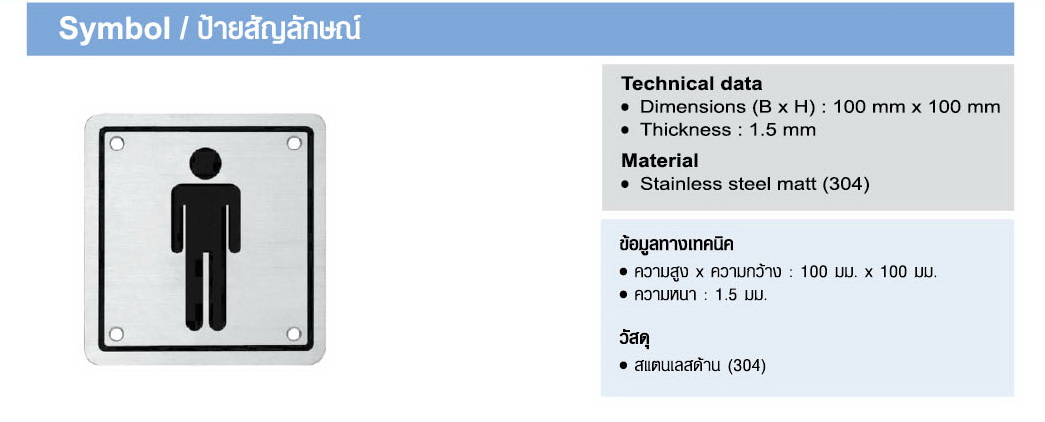 Symbol / ป้ายสัญลักษณ์
Technical data
• Dimensions (B x H) : 100 mm x 100 mm
• Thickness : 1.5 mm
Material
• Stainless steel matt (304)
ข้อมูลทางเทคนิค
• ความสูง x ความกว้าง : 100 มม. x 100 มม.
• ความหนา : 1.5 มม.
วัสดุ
• สแตนเลสด้าน (304)